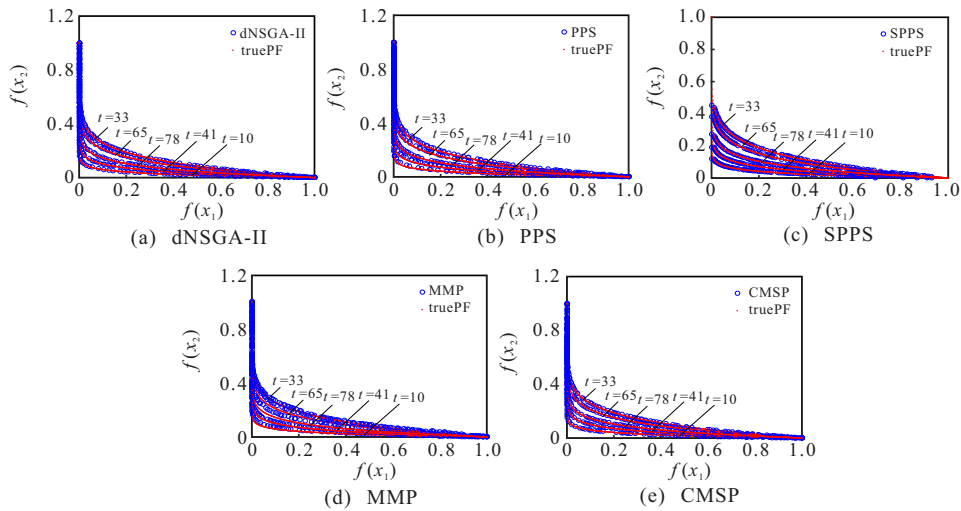 1.2
dNSGA-II
truePF
0.8
f(x₂)
0.4
t=33
t=65
t=78
t=41
t=10
0
0 0.2 0.4 0.6 0.8 1.0
f(x₁)
(a) dNSGA-II
1.2
PPS
truePF
0.8
f(x₂)
0.4
t=33
t=65
t=78
t=41
t=10
0
0 0.2 0.4 0.6 0.8 1.0
f(x₁)
(b) PPS
1.0
SPPS
truePF
0.8
0.6
f(x₂)
0.4
t=33
t=65
t=78
t=41
t=10
0.2
0
0 0.2 0.4 0.6 0.8 1.0
f(x₁)
(c) SPPS
1.2
MMP
truePF
0.8
f(x₂)
0.4
t=33
t=65
t=78
t=41
t=10
0
0 0.2 0.4 0.6 0.8 1.0
f(x₁)
(d) MMP
1.2
CMSP
truePF
0.8
f(x₂)
0.4
t=33
t=65
t=78
t=41
t=10
0
0 0.2 0.4 0.6 0.8 1.0
f(x₁)
(e) CMSP